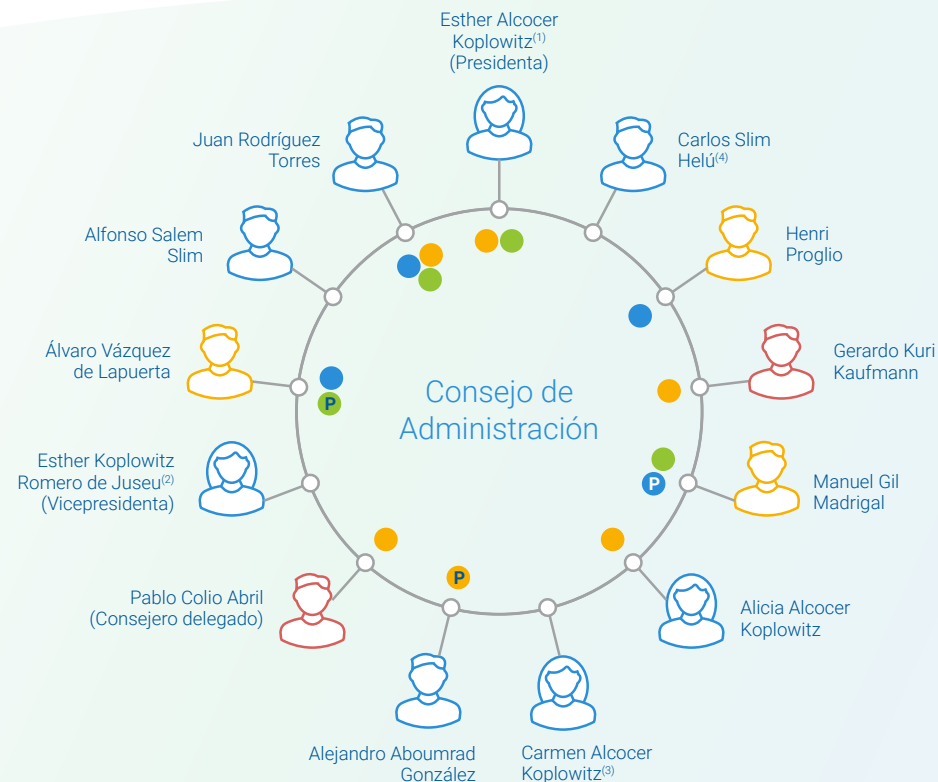 Esther Alcocer
Koplowitz(1)
(Presidenta)
Juan Rodríguez
Torres
Carlos Slim
Helú(4)
Alfonso Salem
Slim
Henri
Proglio
Álvaro Vázquez
de Lapuerta
Gerardo Kuri
Kaufmann
Consejo de
Administración
P
Esther Koplowitz
Romero de Juseu(2)
(Vicepresidenta)
Manuel Gil
Madrigal
P
Pablo Colio Abril
(Consejero delegado)
P
Alicia Alcocer
Koplowitz
Alejandro Aboumrad
González
Carmen Alcocer
Koplowitz(3)